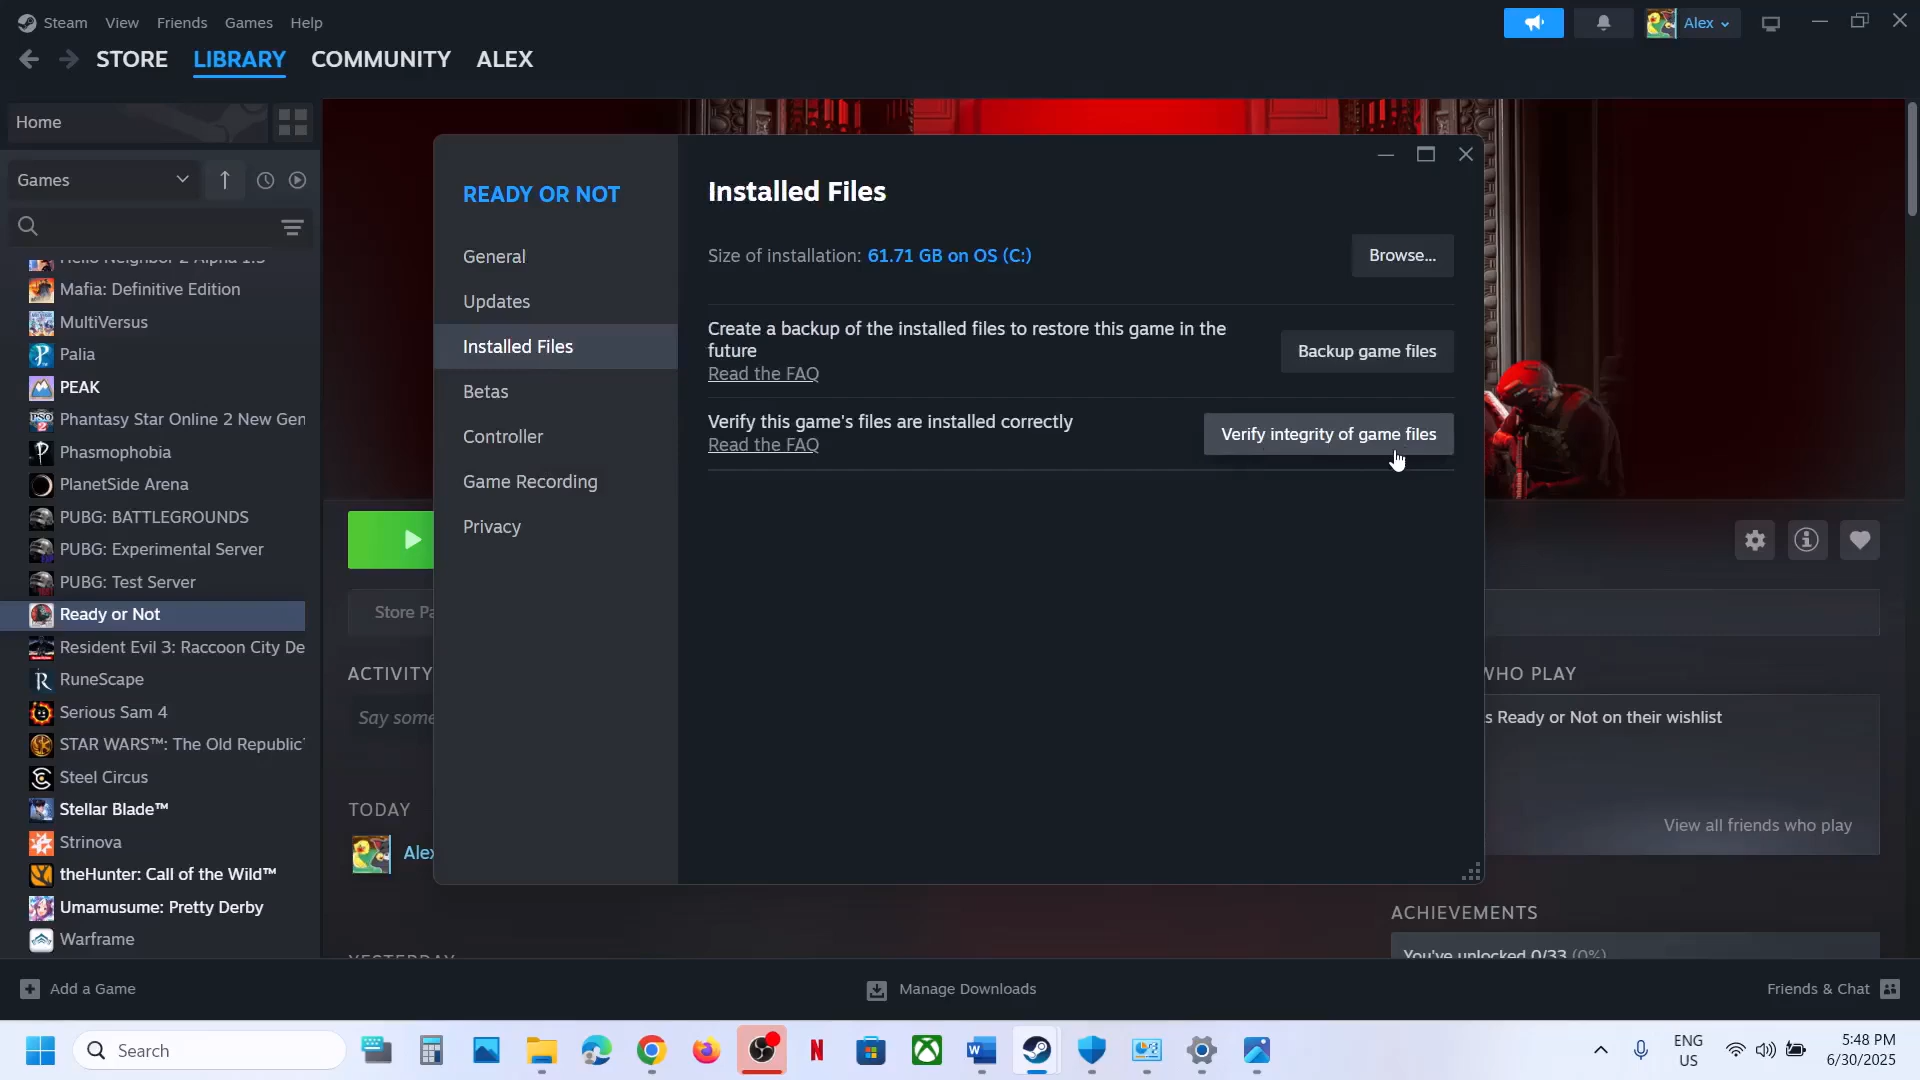 Steam View Friends Games Help
Alex
STORE LIBRARY COMMUNITY ALEX
Home
Games
Mafia: Definitive Edition
MultiVersus
Palia
PEAK
Phantasy Star Online 2 New Gen
Phasmophobia
PlanetSide Arena
PUBG: BATTLEGROUNDS
PUBG: Experimental Server
PUBG: Test Server
Ready or Not
Resident Evil 3: Raccoon City De
RuneScape
Serious Sam 4
STAR WARS™: The Old Republic
Steel Circus
Stellar Blade™
Strinova
theHunter: Call of the Wild™
Umamusume: Pretty Derby
Warframe
READY OR NOT
General
Updates
Installed Files
Betas
Controller
Game Recording
Privacy
Installed Files
Size of installation: 61.71 GB on OS (C:)
Browse...
Create a backup of the installed files to restore this game in the
future
Read the FAQ
Backup game files
Verify this game's files are installed correctly
Read the FAQ
Verify integrity of game files
Store Pa
ACTIVITY
Say some
TODAY
Alex
WHO PLAY
s Ready or Not on their wishlist
View all friends who play
ACHIEVEMENTS
You've unlocked 0/33 (0%)
YESTERDAY
Add a Game
Manage Downloads
Friends & Chat
Search
ENG
US
5:48 PM
6/30/2025